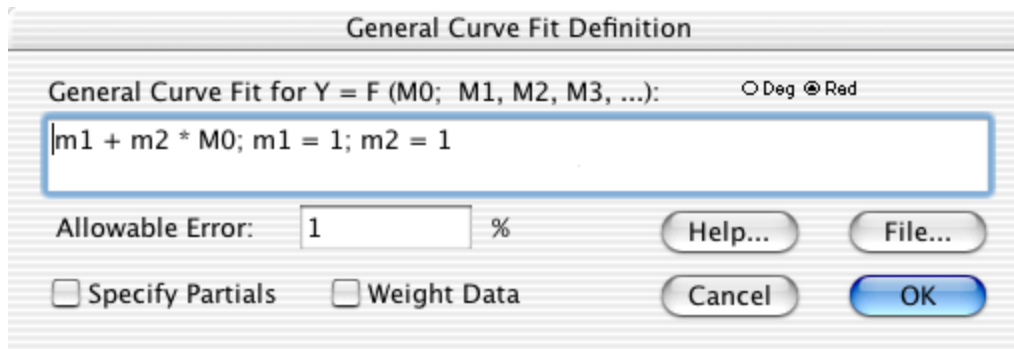 General Curve Fit Definition
General Curve Fit for Y = F (M0;  M1, M2, M3, ...): Deg Rad
m1 + m2 * M0; m1 = 1; m2 = 1
Allowable Error: 1 % Help... File...
Specify Partials Weight Data Cancel OK